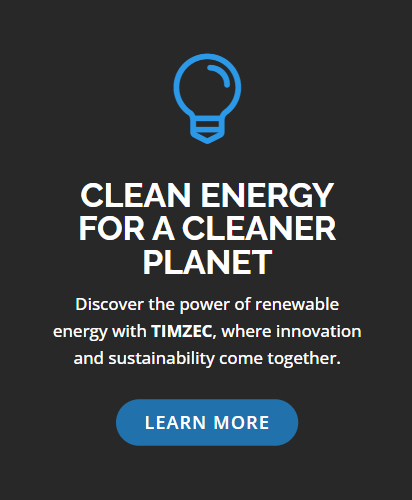 CLEAN ENERGY
FOR A CLEANER
PLANET
Discover the power of renewable
energy with TIMZEC, where innovation
and sustainability come together.
LEARN MORE